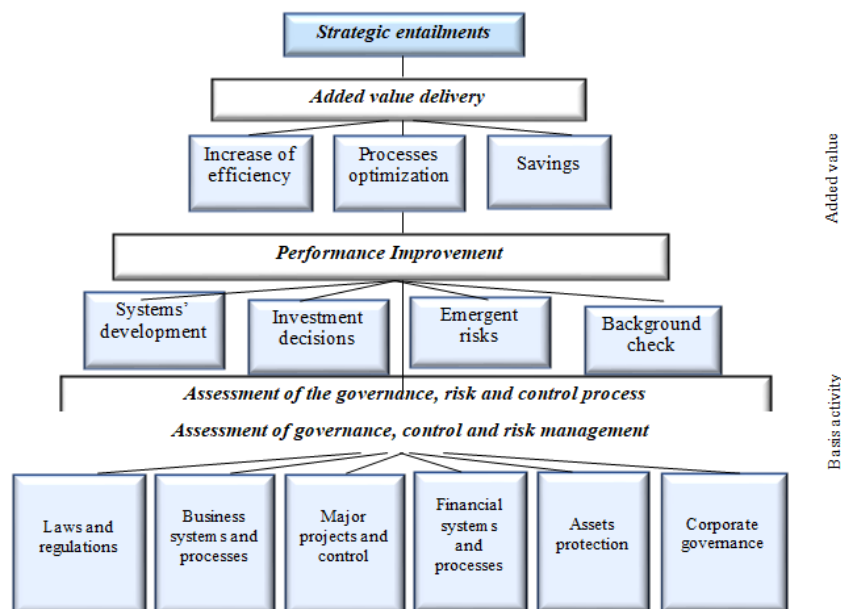 Strategic entailments
Added value delivery
Increase of
efficiency
Processes
optimization
Savings
Added value
Performance Improvement
Systems'
development
Investment
decisions
Emergent
risks
Background
check
Assessment of the governance, risk and control process
Assessment of governance, control and risk management
Basis activity
Laws and
regulations
Business
systems and
processes
Major
projects and
control
Financial
systems
and
processes
Assets
protection
Corporate
governance